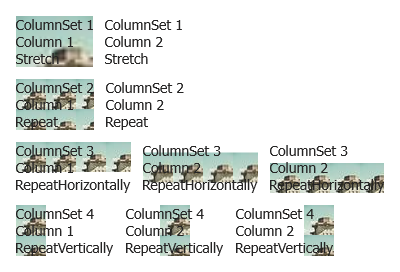 ColumnSet 1 ColumnSet 1
Column 1 Column 2
Stretch Stretch
ColumnSet 2 ColumnSet 2
Column 1 Column 2
Repeat Repeat
ColumnSet 3 ColumnSet 3 ColumnSet 3
Column 1 Column 2 Column 2
RepeatHorizontally RepeatHorizontally RepeatHorizontally
ColumnSet 4 ColumnSet 4 ColumnSet 4
Column 1 Column 2 Column 2
RepeatVertically RepeatVertically RepeatVertically